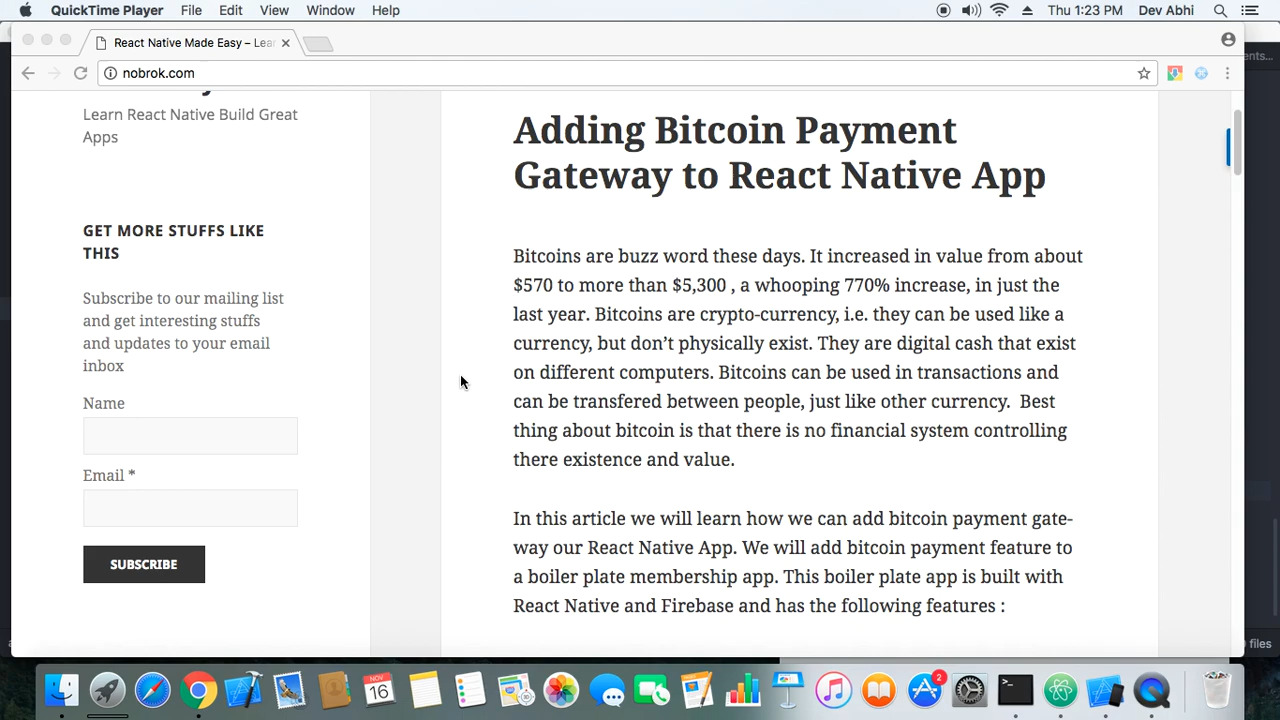 QuickTime Player File Edit View Window Help Thu 1:23 PM Dev Abhi
React Native Made Easy – Lea
nobrok.com
Learn React Native Build Great
Apps
GET MORE STUFFS LIKE
THIS
Subscribe to our mailing list
and get interesting stuffs
and updates to your email
inbox
Name
Email *
SUBSCRIBE
Adding Bitcoin Payment
Gateway to React Native App
Bitcoins are buzz word these days. It increased in value from about
$570 to more than $5,300 , a whooping 770% increase, in just the
last year. Bitcoins are crypto-currency, i.e. they can be used like a
currency, but don’t physically exist. They are digital cash that exist
on different computers. Bitcoins can be used in transactions and
can be transfered between people, just like other currency.  Best
thing about bitcoin is that there is no financial system controlling
there existence and value.
In this article we will learn how we can add bitcoin payment gate-
way our React Native App. We will add bitcoin payment feature to
a boiler plate membership app. This boiler plate app is built with
React Native and Firebase and has the following features :
files
NOV
16
2